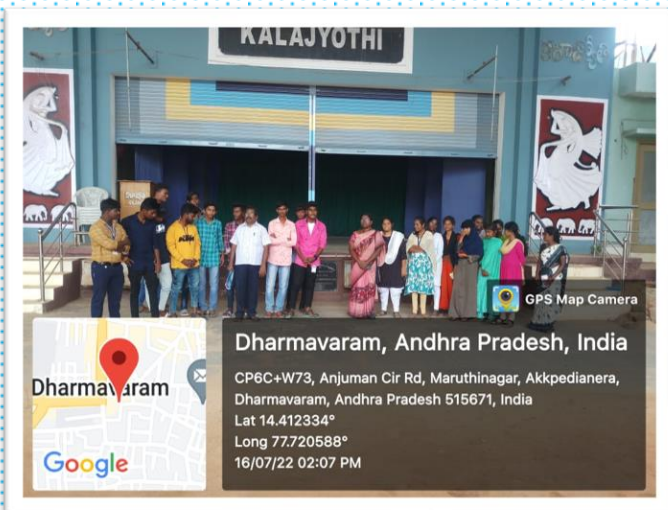 KALAJYOTHI
GPS Map Camera
Dharmavaram
Google
Dharmavaram, Andhra Pradesh, India
CP6C+W73, Anjuman Cir Rd, Maruthinagar, Akkpedianera,
Dharmavaram, Andhra Pradesh 515671, India
Lat 14.412334°
Long 77.720588°
16/07/22 02:07 PM